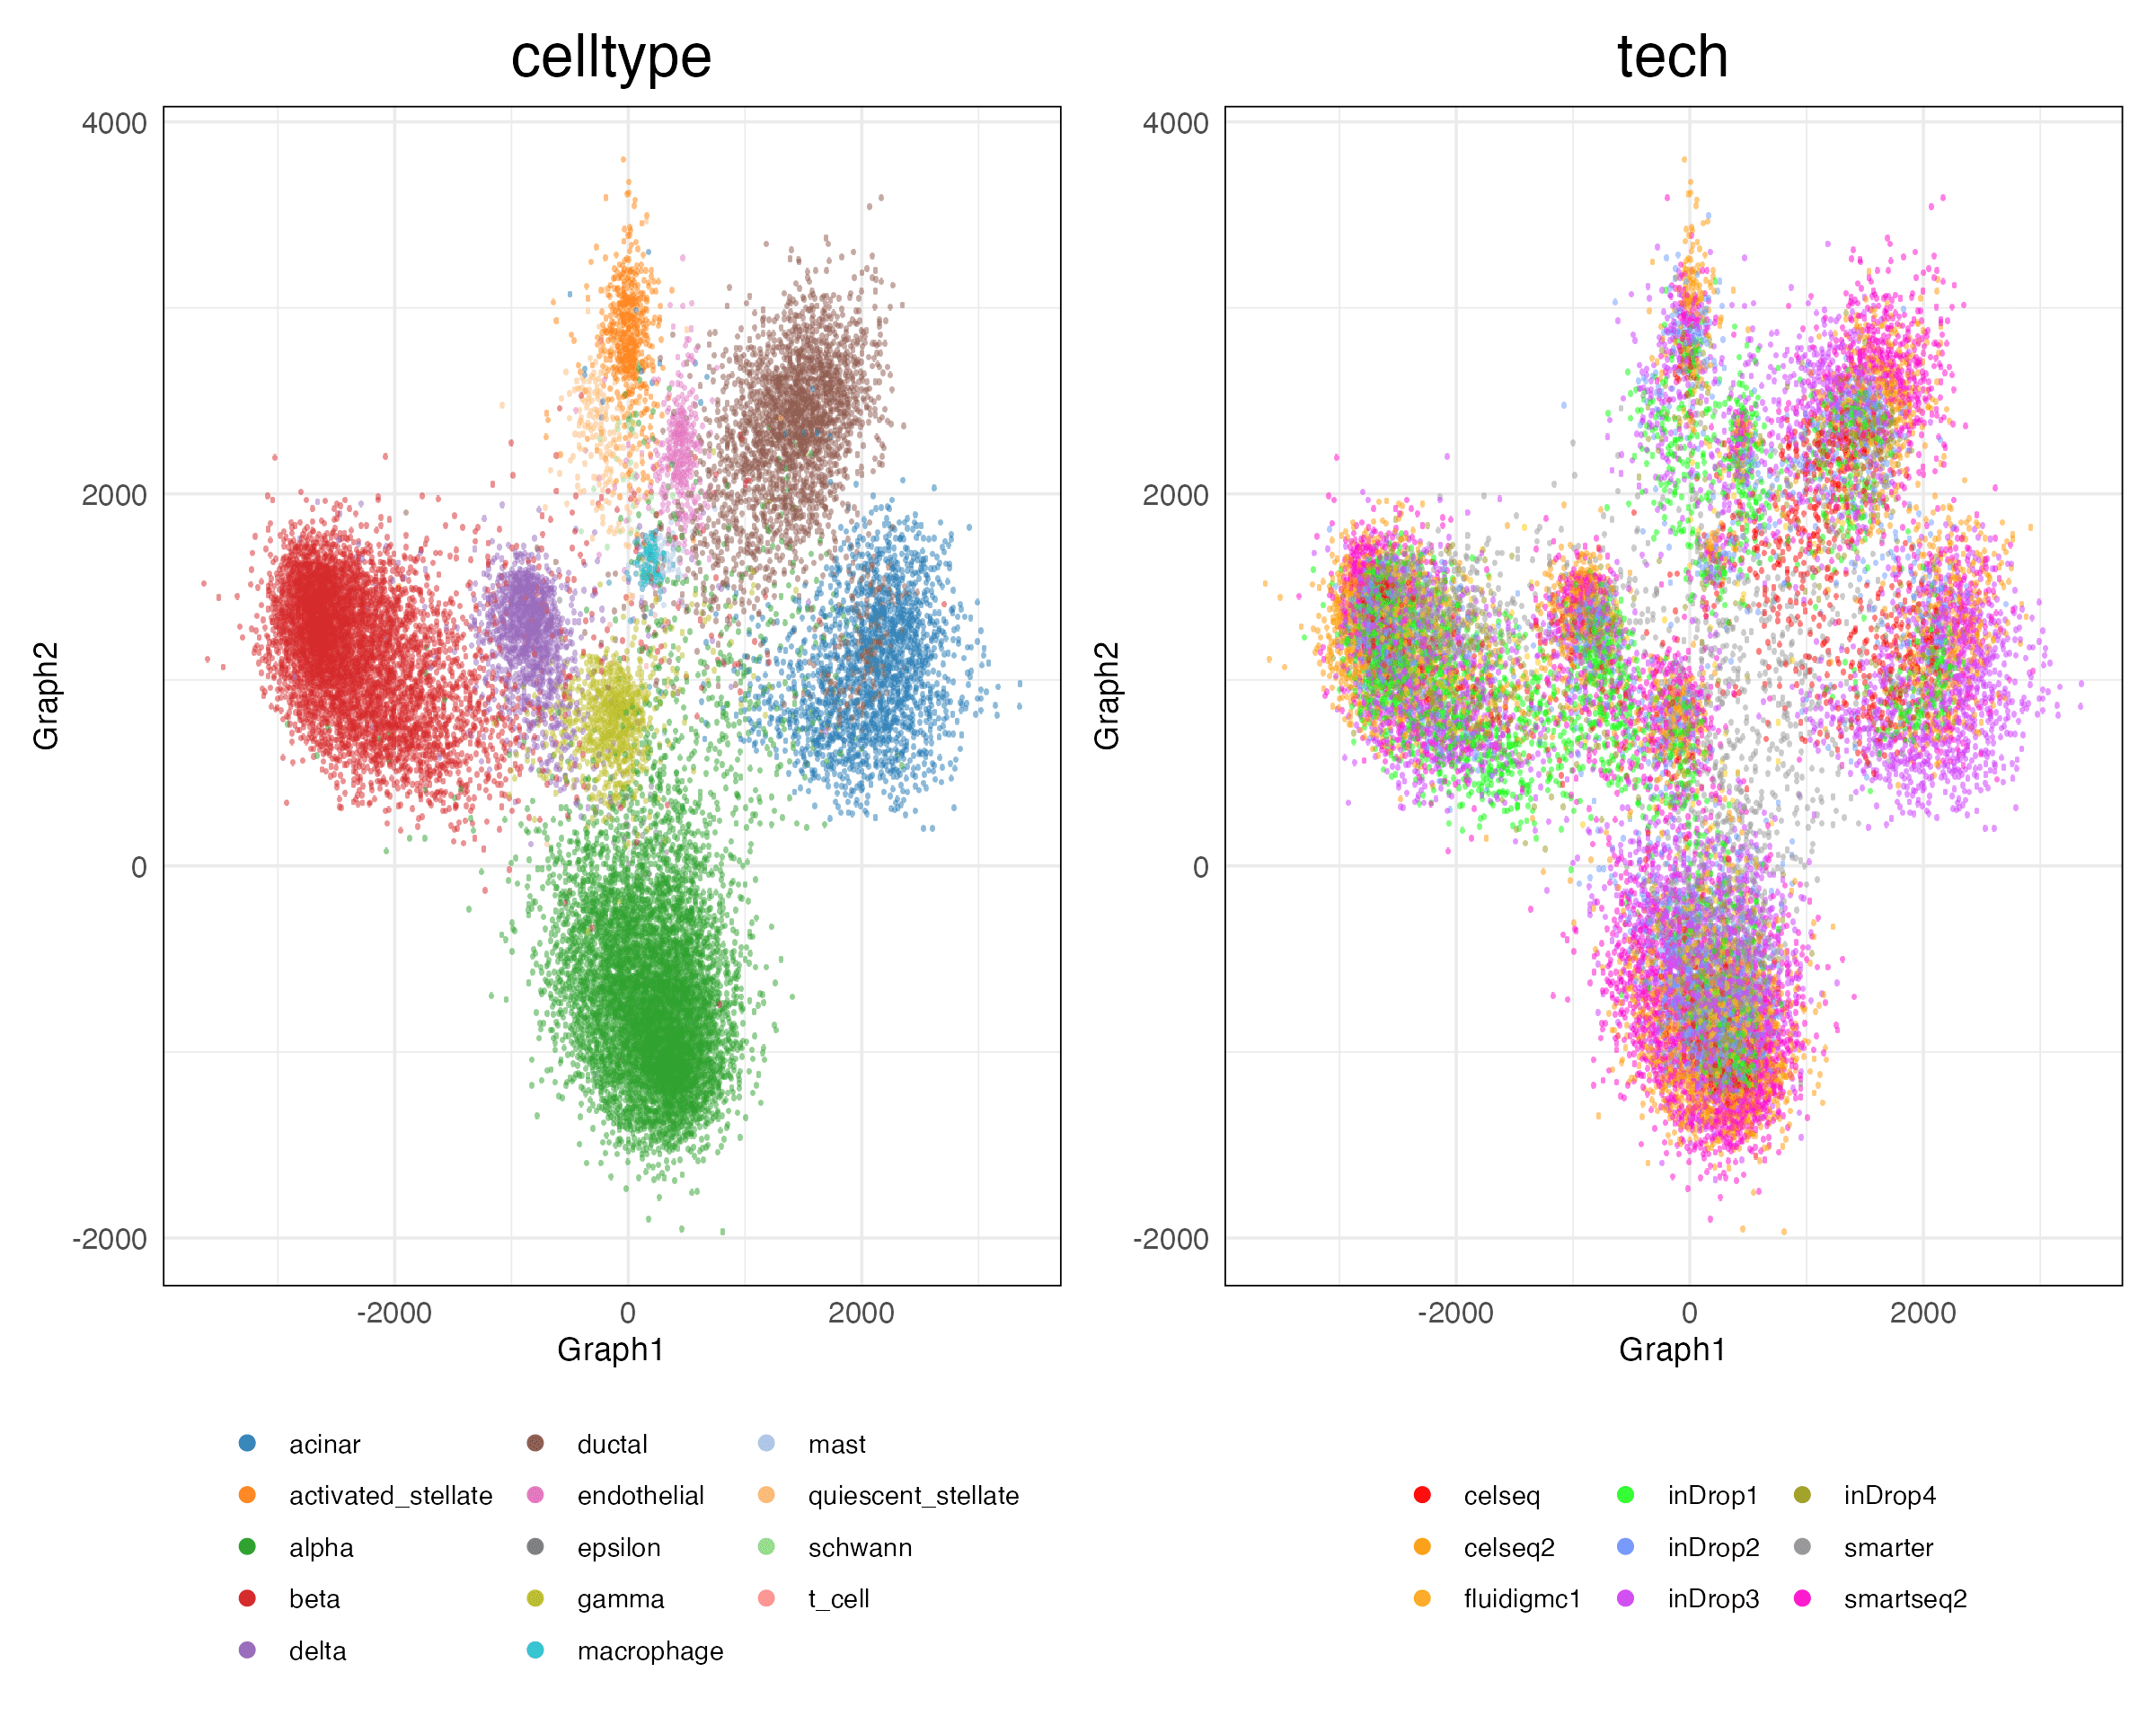 celltype
4000
2000
0
-2000
Graph2
-2000 0 2000
Graph1
acinar
activated_stellate
alpha
beta
delta
ductal
endothelial
epsilon
gamma
macrophage
mast
quiescent_stellate
schwann
t_cell
tech
4000
2000
0
-2000
Graph2
-2000 0 2000
Graph1
celseq
celseq2
fluidigmc1
inDrop1
inDrop2
inDrop3
inDrop4
smarter
smartseq2